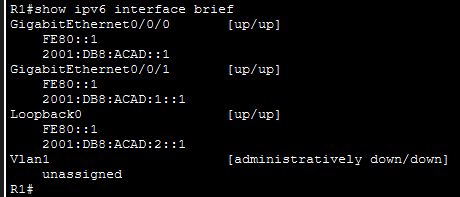 R1#show ipv6 interface brief
GigabitEthernet0/0/0 [up/up]
FE80::1
2001:DB8:ACAD::1
GigabitEthernet0/0/1 [up/up]
FE80::1
2001:DB8:ACAD:1::1
Loopback0 [up/up]
FE80::1
2001:DB8:ACAD:2::1
Vlan1 [administratively down/down]
unassigned
R1#